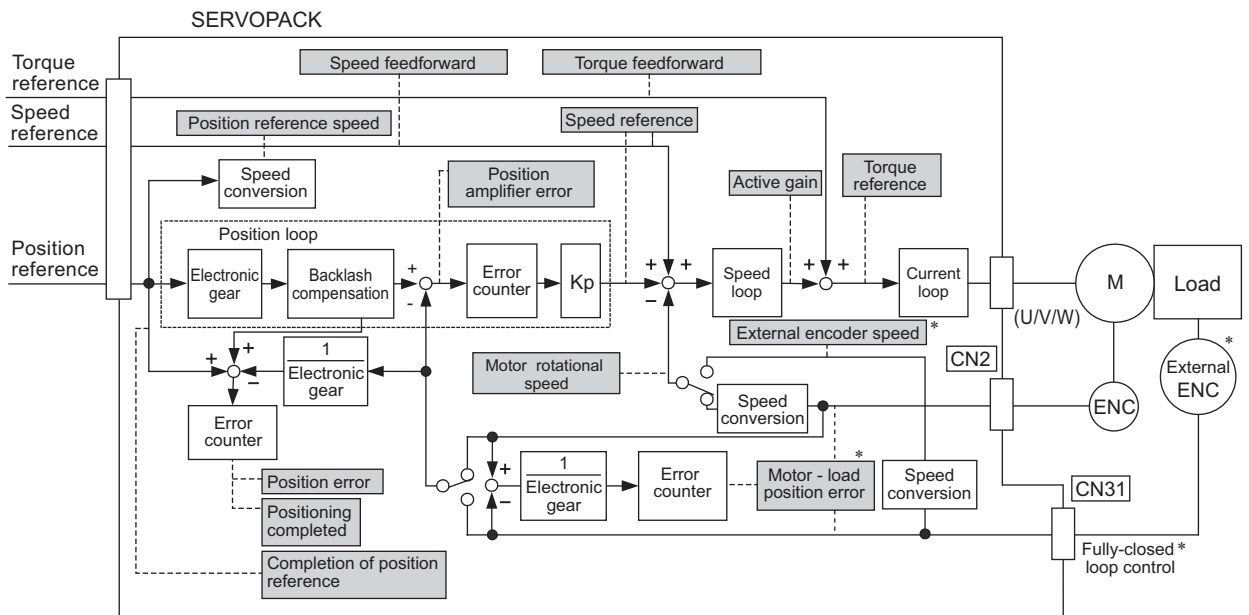 SERVOPACK
Torque
reference
Speed
reference
Position
reference
Speed feedforward
Torque feedforward
Position reference speed
Speed reference
Speed
conversion
Position
amplifier error
Active gain
Torque
reference
Position loop
Electronic
gear
Backlash
compensation
+
-
Error
counter
Kp
+
+
−
Speed
loop
+
+
Current
loop
(U/V/W)
M
Load
External encoder speed *
CN2
*
External
ENC
ENC
+
+
−
1
Electronic
gear
Motor rotational
speed
Speed
conversion
Error
counter
Position error
Positioning
completed
Completion of position
reference
+
−
1
Electronic
gear
Error
counter
*
Motor - load
position error
Speed
conversion
CN31
Fully-closed *
loop control